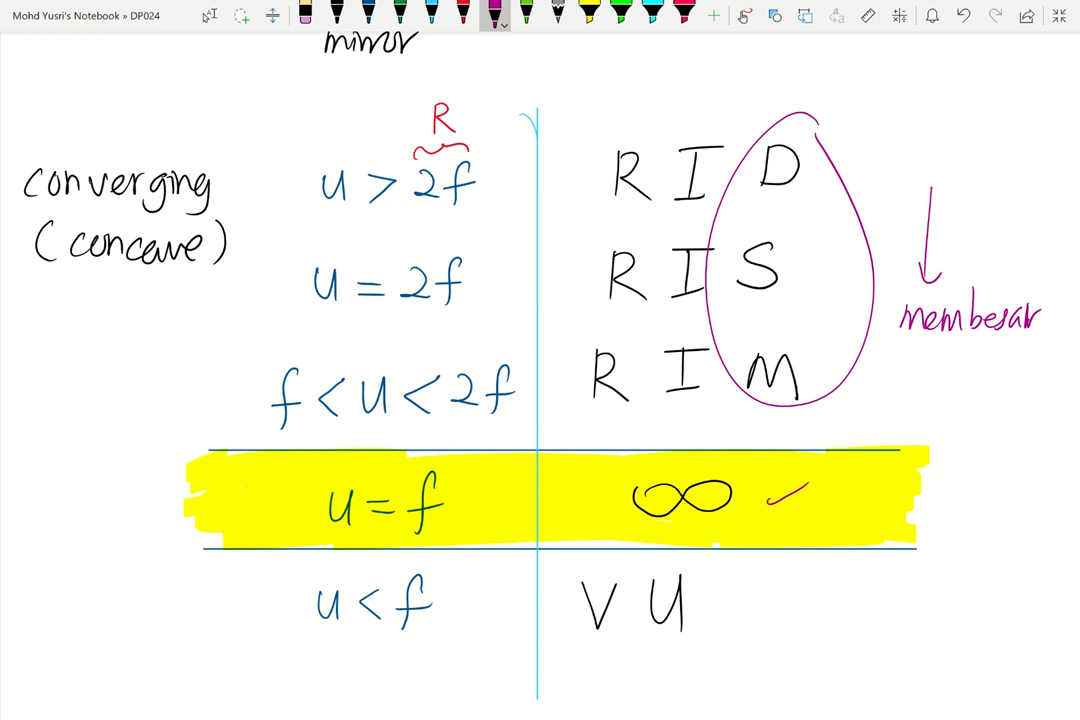 Mohd Yusri's Notebook » DP024
mirror
R
converging
(concave)
u > 2f
R I D
u = 2f
R I S
membesar
f < u < 2f
R I M
u = f
∞ ✓
u < f
V U